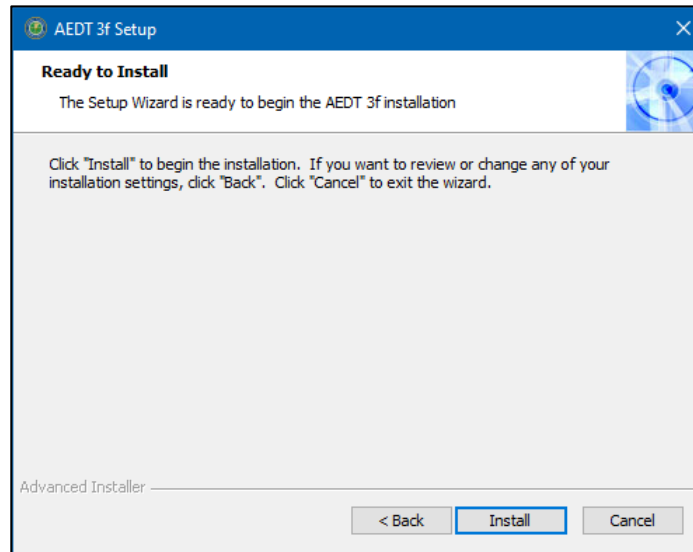 AEDT 3f Setup
Ready to Install
The Setup Wizard is ready to begin the AEDT 3f installation
Click "Install" to begin the installation.  If you want to review or change any of your
installation settings, click "Back".  Click "Cancel" to exit the wizard.
Advanced Installer
< Back
Install
Cancel